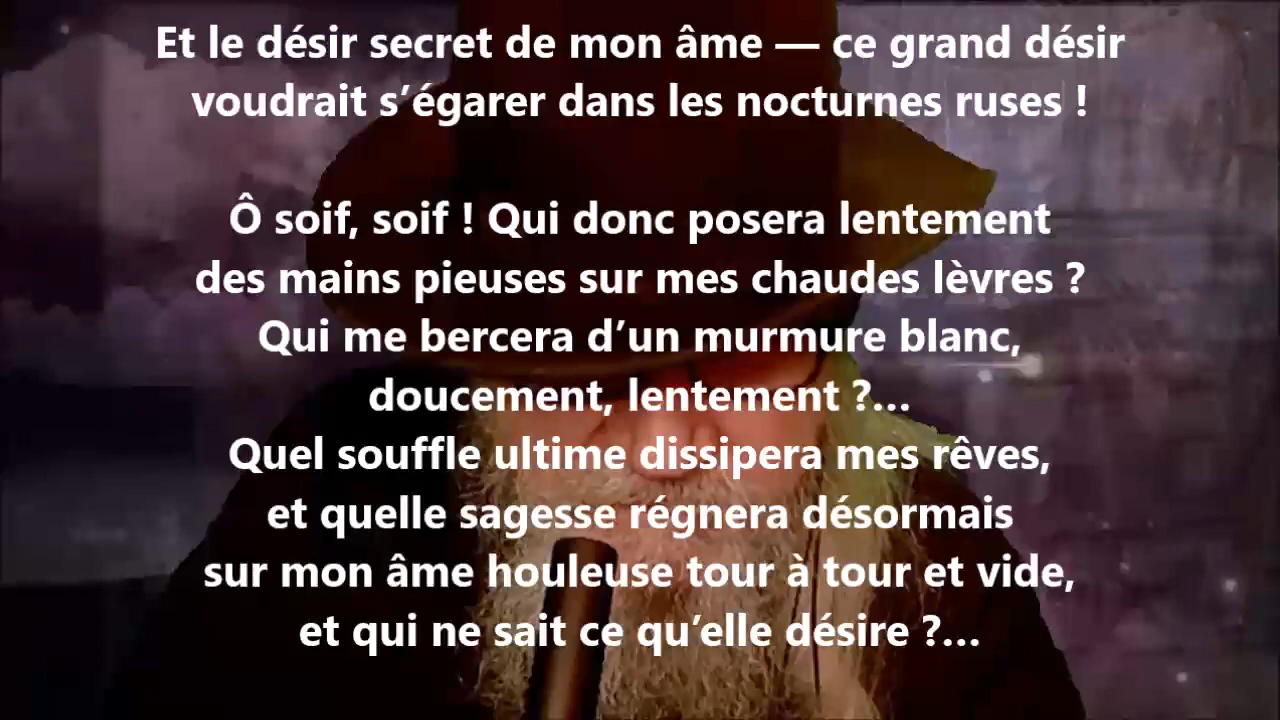 Et le désir secret de mon âme — ce grand désir
voudrait s’égarer dans les nocturnes ruses !
Ô soif, soif ! Qui donc posera lentement
des mains pieuses sur mes chaudes lèvres ?
Qui me bercera d’un murmure blanc,
doucement, lentement ?…
Quel souffle ultime dissipera mes rêves,
et quelle sagesse régnera désormais
sur mon âme houleuse tour à tour et vide,
et qui ne sait ce qu’elle désire ?…